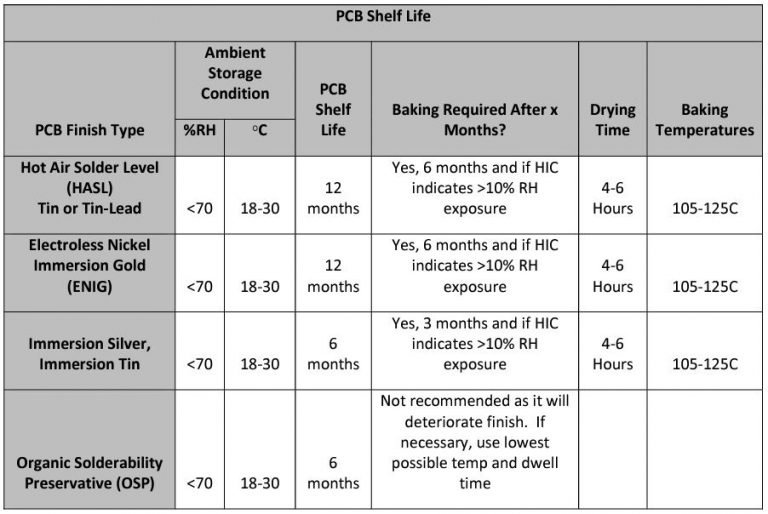 PCB Shelf Life
PCB Finish Type
Ambient
Storage
Condition
%RH
°C
PCB
Shelf
Life
Baking Required After x
Months?
Drying
Time
Baking
Temperatures
Hot Air Solder Level
(HASL)
Tin or Tin-Lead
<70
18-30
12
months
Yes, 6 months and if HIC
indicates >10% RH
exposure
4-6
Hours
105-125C
Electroless Nickel
Immersion Gold
(ENIG)
<70
18-30
12
months
Yes, 6 months and if HIC
indicates >10% RH
exposure
4-6
Hours
105-125C
Immersion Silver,
Immersion Tin
<70
18-30
6
months
Yes, 3 months and if HIC
indicates >10% RH
exposure
4-6
Hours
105-125C
Organic Solderability
Preservative (OSP)
<70
18-30
6
months
Not recommended as it will
deteriorate finish. If
necessary, use lowest
possible temp and dwell
time